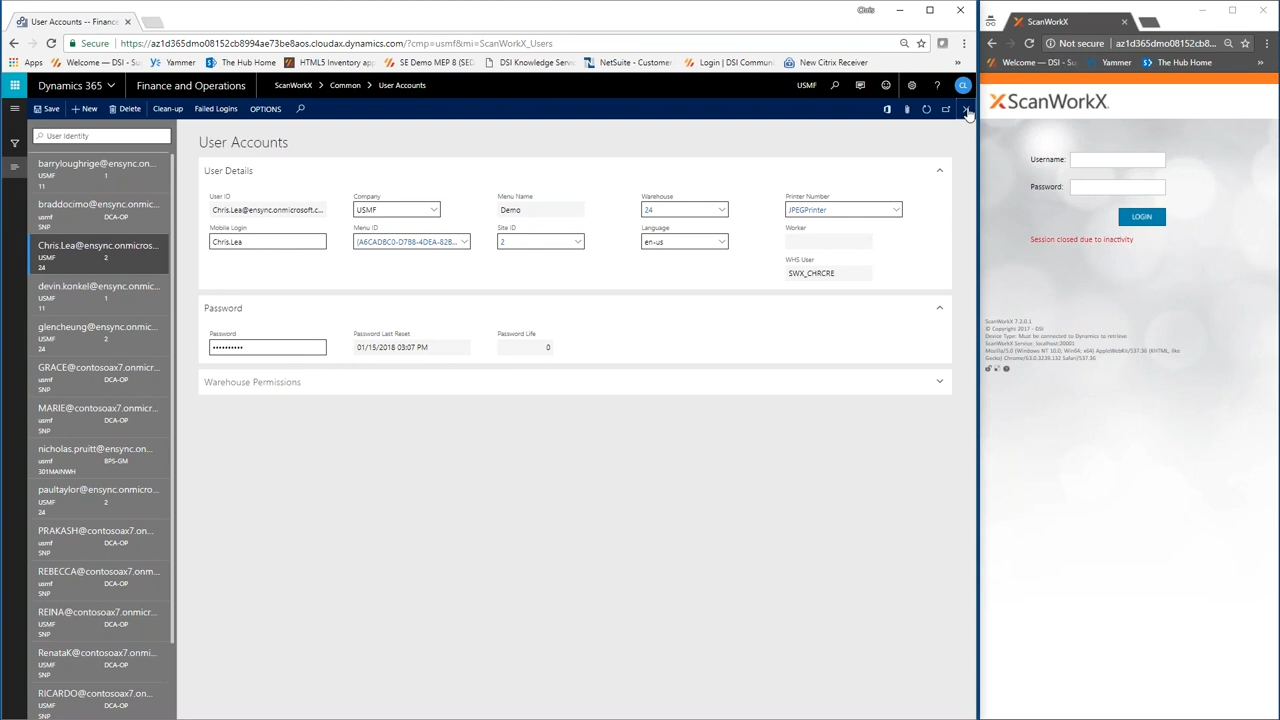 Chris
User Accounts -- Finance
Secure
https://az1d365dmo08152cb8994ae739d9aos.cloudax.dynamics.com/?cmp=usmf&mi=ScanWorkX_Users
Apps
Welcome — DSI - Su
Yammer
The Hub Home
HTML5 Inventory app
SE Demo MEP 8 (SEC
DSI Knowledge Serv
NetSuite - Customer
Login | DSI Commun
New Citrix Receiver
Dynamics 365
Finance and Operations
ScanWorkX
Common
User Accounts
USMF
CL
Save
+ New
Delete
Clean-up
Failed Logins
OPTIONS
User Identity
barryloughrige@ensync.on...
USMF 1
11
braddocimo@ensync.onmic...
usmf DCA-OP
SNP
Chris.Lea@ensync.onmicros...
USMF 2
24
devin.konkel@ensync.onmic...
USMF 1
11
glencheung@ensync.onmic...
USMF 2
24
GRACE@contosoax7.onmicr...
usmf DCA-OP
SNP
MARIE@contosoax7.onmicr...
usmf DCA-OP
SNP
nicholas.pruitt@ensync.on...
usmf BPS-GM
301MAINWH
paultaylor@ensync.onmicro...
USMF 2
24
PRAKASH@contosoax7.on...
usmf DCA-OP
SNP
REBECCA@contosoax7.onm...
usmf DCA-OP
SNP
REINA@contosoax7.onmicr...
usmf DCA-OP
SNP
RenataK@contosoax7.onmi...
USMF DCA-OP
SNP
RICARDO@contosoax7.onm...
usmf DCA-OP
User Accounts
User Details
User ID
Chris.Lea@ensync.onmicrosoft.c...
Company
USMF
Menu Name
Demo
Warehouse
24
Printer Number
JPEGPrinter
Mobile Login
Chris.Lea
Menu ID
Site ID
2
Language
en-us
Worker
WHS User
SWX_CHRCRE
Password
Password
••••••••••
Password Last Reset
01/15/2018 03:07 PM
Password Life
0
Warehouse Permissions
ScanWorkX
Not secure
az1d365dmo08152cb8...
Welcome — DSI - Su
Yammer
The Hub Home
ScanWorkX.
Username:
Password:
LOGIN
Session closed due to inactivity
ScanWorkX 7.2.0.1
© Copyright 2017 - DSI
Device Type: Must be connected to Dynamics to retrieve
ScanWorkX Service: localhost:20001
Mozilla/5.0 (Windows NT 10.0; Win64; x64) AppleWebKit/537.36 (KHTML, like
Gecko) Chrome/63.0.3239.132 Safari/537.36